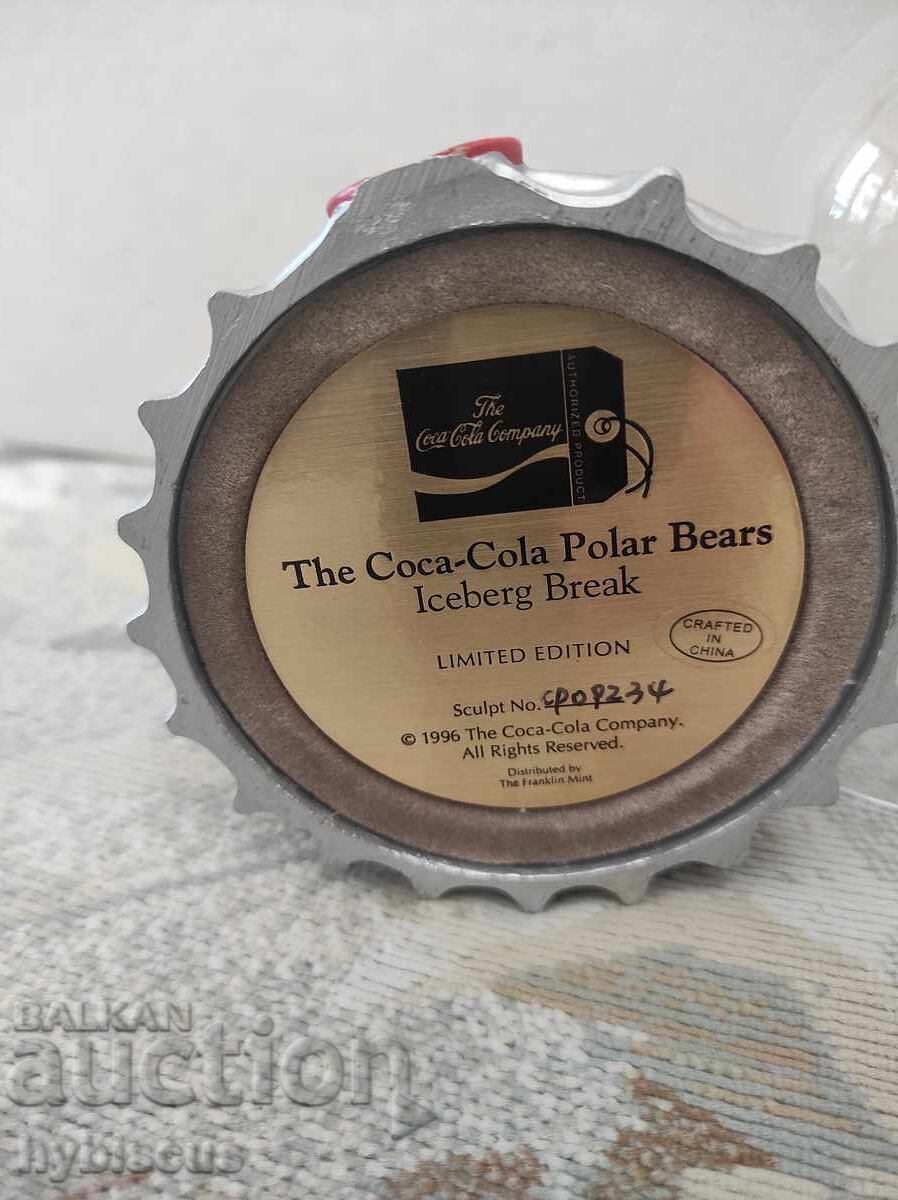 The
Coca-Cola Company
AUTHORIZED PRODUCT
The Coca-Cola Polar Bears
Iceberg Break
LIMITED EDITION
CRAFTED
IN
CHINA
Sculpt No. CP09234
© 1996 The Coca-Cola Company.
All Rights Reserved.
Distributed by
The Franklin Mint
BALKAN
auction
hybiscus